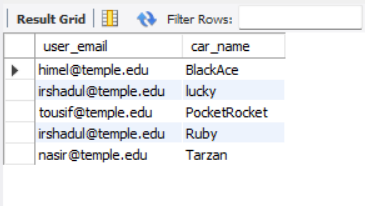 Result Grid Filter Rows:
user_email car_name
himel@temple.edu BlackAce
irshadul@temple.edu lucky
tousif@temple.edu PocketRocket
irshadul@temple.edu Ruby
nasir@temple.edu Tarzan